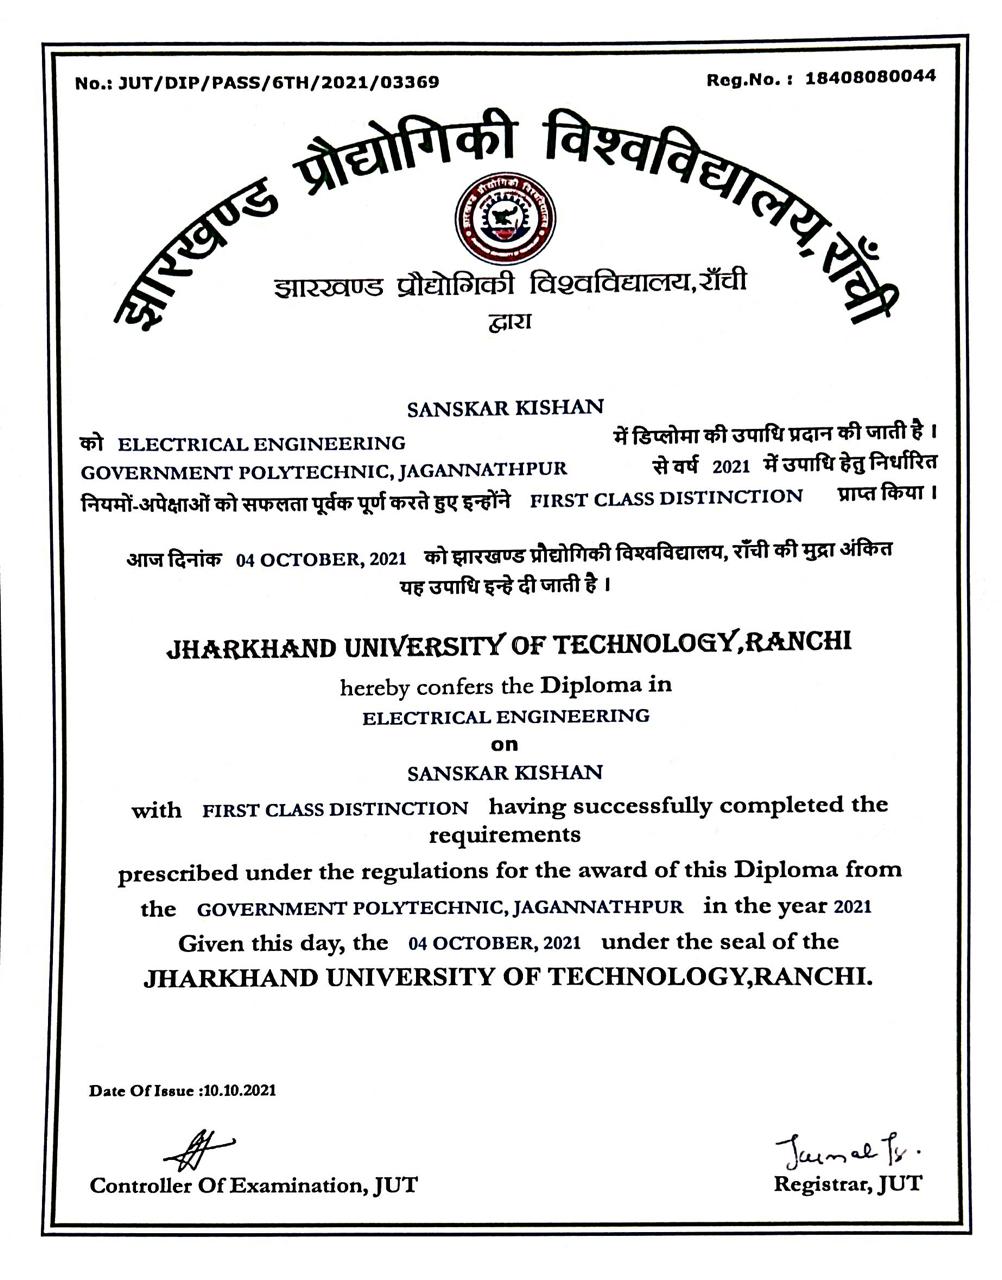 No.: JUT/DIP/PASS/6TH/2021/03369
Reg.No. : 18408080044
झारखण्ड प्रौद्योगिकी विश्वविद्यालय,राँची
झारखण्ड प्रौद्योगिकी विश्वविद्यालय,राँची
द्वारा
SANSKAR KISHAN
को ELECTRICAL ENGINEERING में डिप्लोमा की उपाधि प्रदान की जाती है ।
GOVERNMENT POLYTECHNIC, JAGANNATHPUR से वर्ष 2021 में उपाधि हेतु निर्धारित
नियमों-अपेक्षाओं को सफलता पूर्वक पूर्ण करते हुए इन्होंने FIRST CLASS DISTINCTION प्राप्त किया ।
आज दिनांक 04 OCTOBER, 2021 को झारखण्ड प्रौद्योगिकी विश्वविद्यालय, राँची की मुद्रा अंकित
यह उपाधि इन्हे दी जाती है ।
JHARKHAND UNIVERSITY OF TECHNOLOGY,RANCHI
hereby confers the Diploma in
ELECTRICAL ENGINEERING
on
SANSKAR KISHAN
with FIRST CLASS DISTINCTION having successfully completed the
requirements
prescribed under the regulations for the award of this Diploma from
the GOVERNMENT POLYTECHNIC, JAGANNATHPUR in the year 2021
Given this day, the 04 OCTOBER, 2021 under the seal of the
JHARKHAND UNIVERSITY OF TECHNOLOGY,RANCHI.
Date Of Issue :10.10.2021
Controller Of Examination, JUT
Registrar, JUT